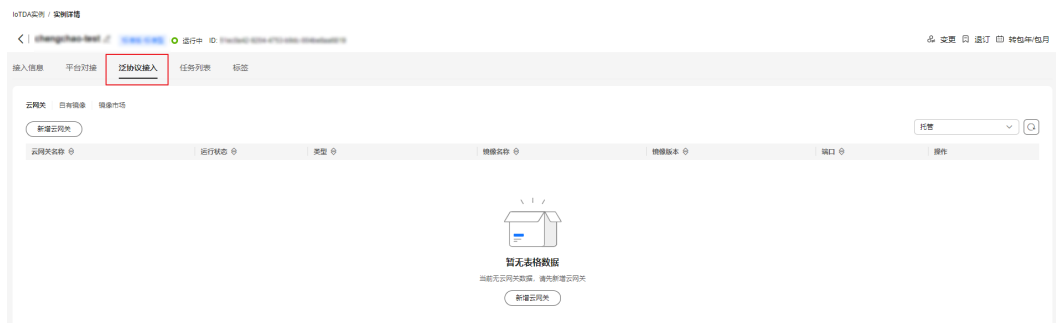 IoTDA实例 / 实例详情
运行中 ID:
变更 退订 转包年/包月
接入信息 平台对接 泛协议接入 任务列表 标签
云网关 自有镜像 镜像市场
新增云网关
托管
云网关名称 运行状态 类型 镜像名称 镜像版本 端口 操作
暂无表格数据
当前无云网关数据，请先新增云网关
新增云网关